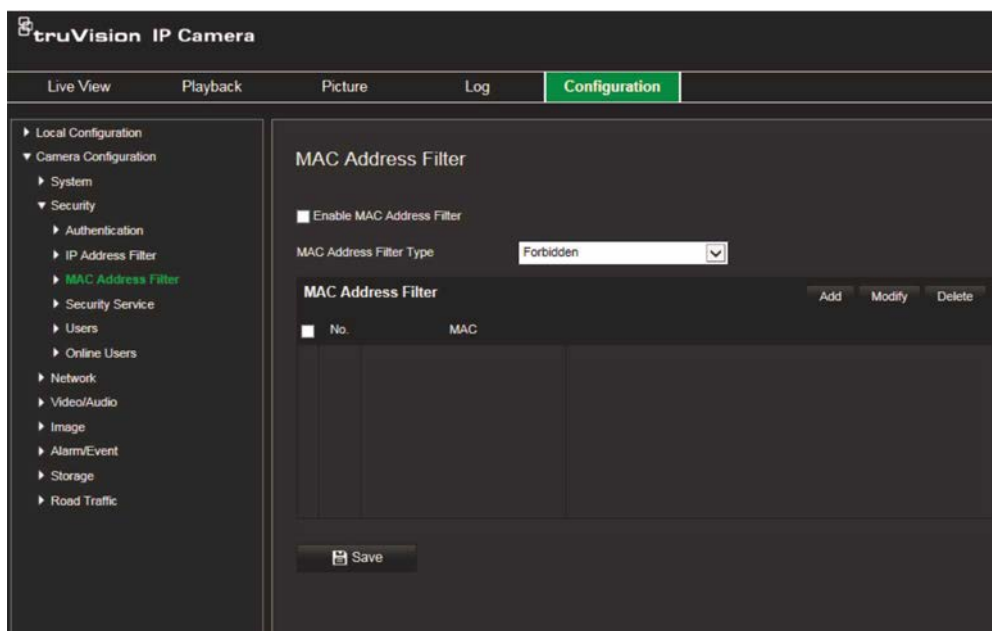 truVision IP Camera
Live View Playback Picture Log Configuration
Local Configuration
Camera Configuration
System
Security
Authentication
IP Address Filter
MAC Address Filter
Security Service
Users
Online Users
Network
Video/Audio
Image
Alarm/Event
Storage
Road Traffic
MAC Address Filter
Enable MAC Address Filter
MAC Address Filter Type Forbidden
MAC Address Filter Add Modify Delete
No. MAC
Save